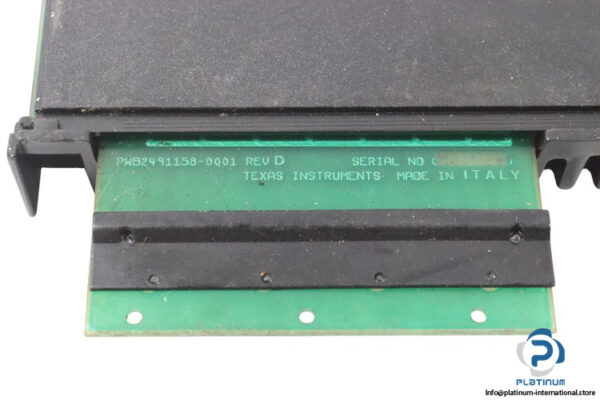 PWB2491158-0001 REV D SERIAL NO
TEXAS INSTRUMENTS MADE IN ITALY
PLATINUM
Info@platinum-international.store